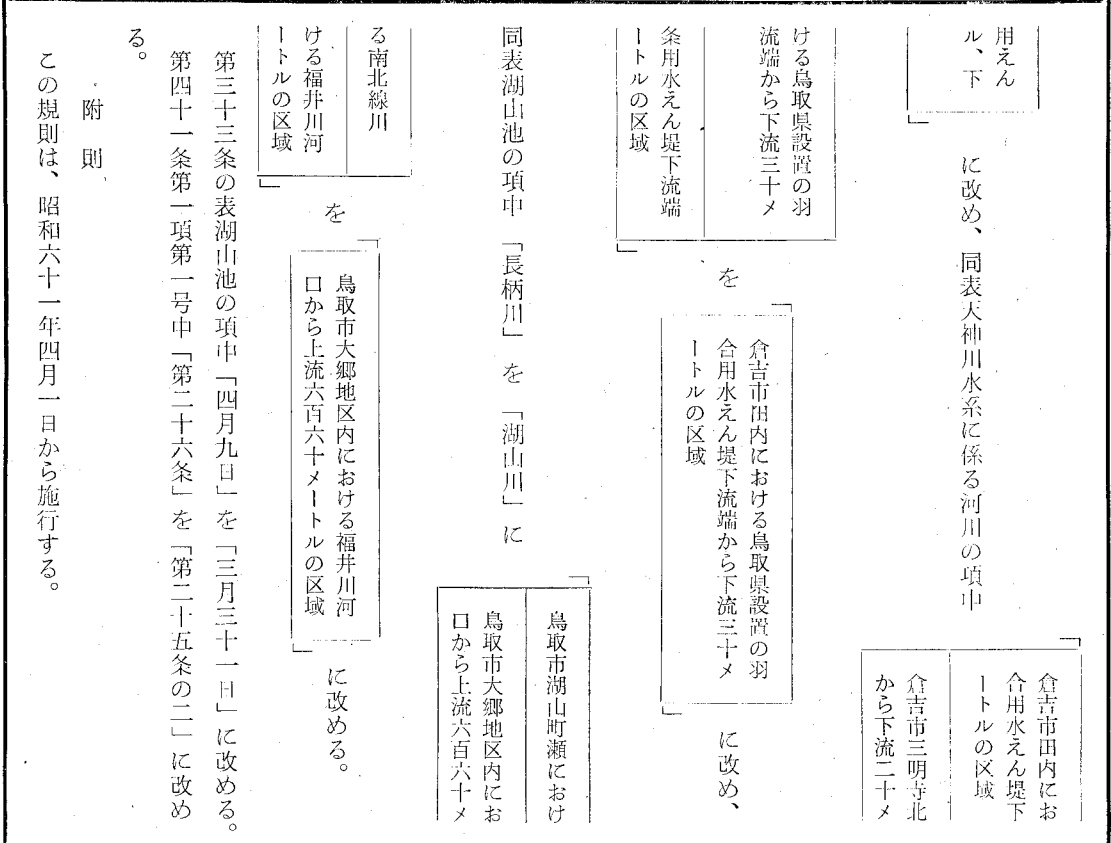 用えん
ル、下
に改め、同表天神川水系に係る河川の項中
倉吉市田内にお
合用水えん堤下
ートルの区域
倉吉市三明寺北
から下流二十メ
ける鳥取県設置の羽
流端から下流三十メ
条用水えん堤下流端
ートルの区域
を
倉吉市田内における鳥取県設置の羽
合用水えん堤下流端から下流三十メ
ートルの区域
に改め、
同表湖山池の項中「長柄川」を「湖山川」に
鳥取市湖山町瀬におけ
鳥取市大郷地区内にお
口から上流六百六十メ
る南北線川
ける福井川河
ートルの区域
を
鳥取市大郷地区内における福井川河
口から上流六百六十メートルの区域
に改める。
第三十三条の表湖山池の項中「四月九日」を「三月三十一日」に改める。
第四十一条第一項第一号中「第二十六条」を「第二十五条の二」に改め
る。
附則
この規則は、昭和六十一年四月一日から施行する。